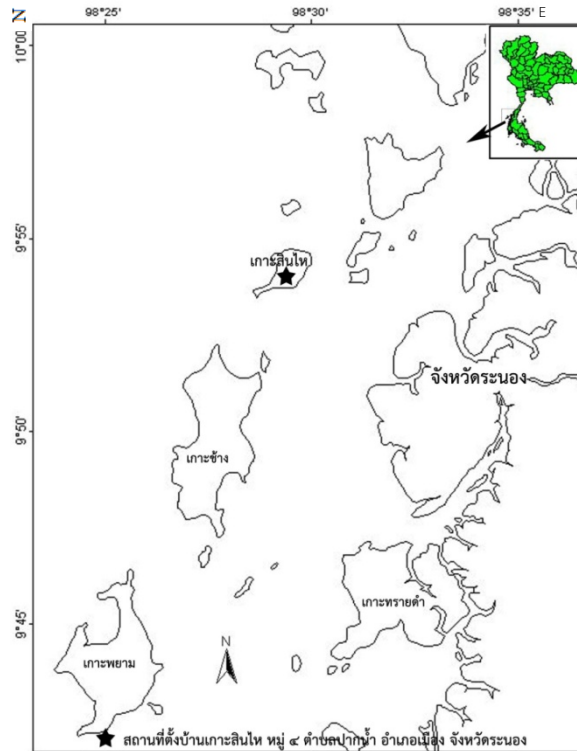 N 98°25' 98°30' 98°35' E
10°00'
9°55'
เกาะสินไห
จังหวัดระนอง
9°50'
เกาะช้าง
9°45'
เกาะทรายดำ
เกาะพยาม
N
สถานที่ตั้งบ้านเกาะสินไห หมู่ ๔ ตำบลปากน้ำ อำเภอเมือง จังหวัดระนอง